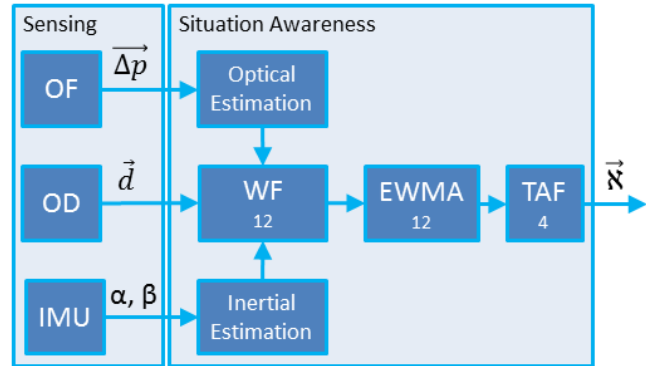 Sensing
Situation Awareness
OF
Δp⃗
Optical
Estimation
OD
d⃗
WF
12
EWMA
12
TAF
4
ℵ⃗
IMU
α, β
Inertial
Estimation